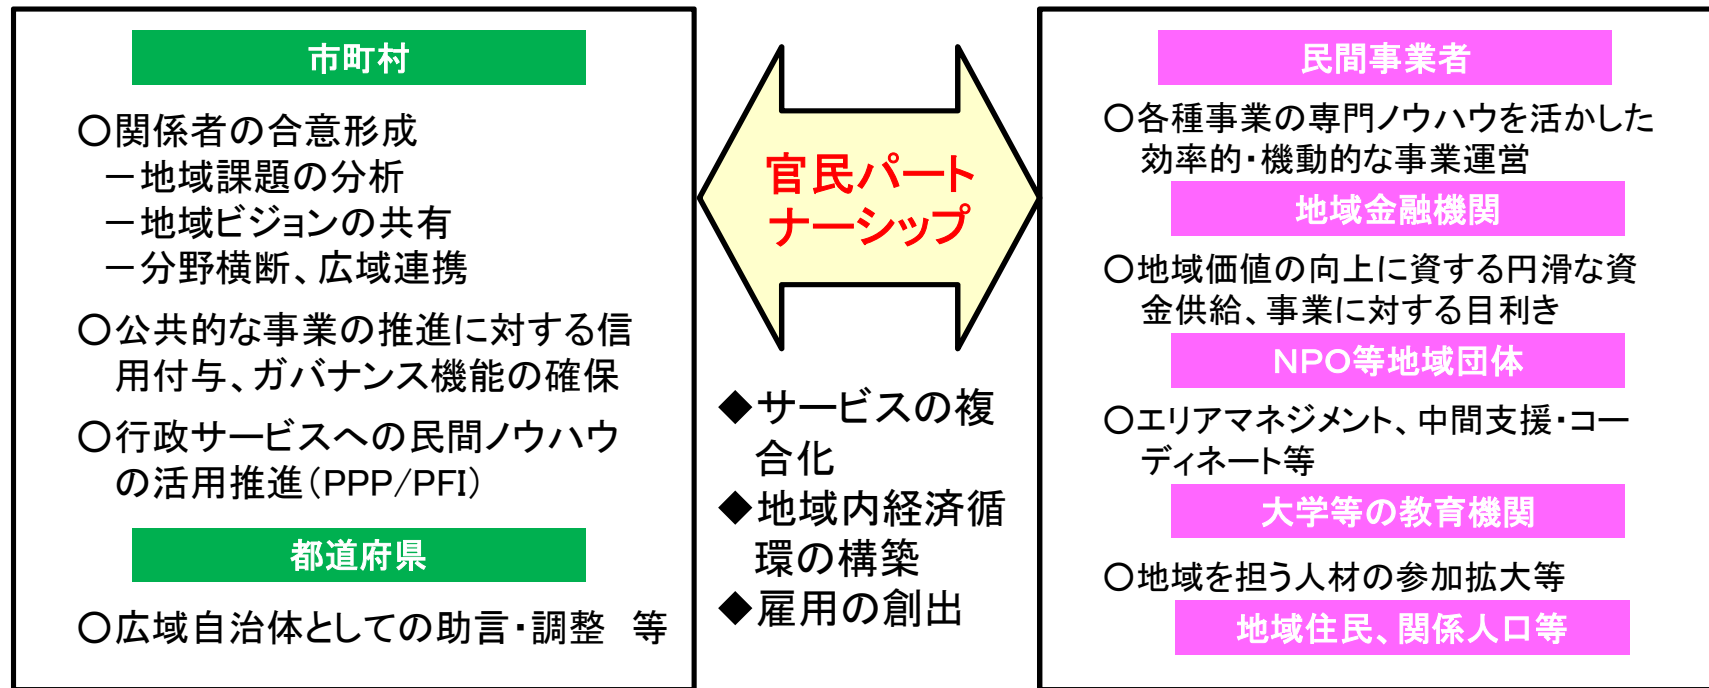 市町村
〇関係者の合意形成
－地域課題の分析
－地域ビジョンの共有
－分野横断、広域連携
〇公共的な事業の推進に対する信
用付与、ガバナンス機能の確保
〇行政サービスへの民間ノウハウ
の活用推進（PPP/PFI）
都道府県
〇広域自治体としての助言・調整　等
官民パート
ナーシップ
◆サービスの複
合化
◆地域内経済循
環の構築
◆雇用の創出
民間事業者
〇各種事業の専門ノウハウを活かした
効率的・機動的な事業運営
地域金融機関
〇地域価値の向上に資する円滑な資
金供給、事業に対する目利き
ＮＰＯ等地域団体
〇エリアマネジメント、中間支援・コー
ディネート等
大学等の教育機関
〇地域を担う人材の参加拡大等
地域住民、関係人口等